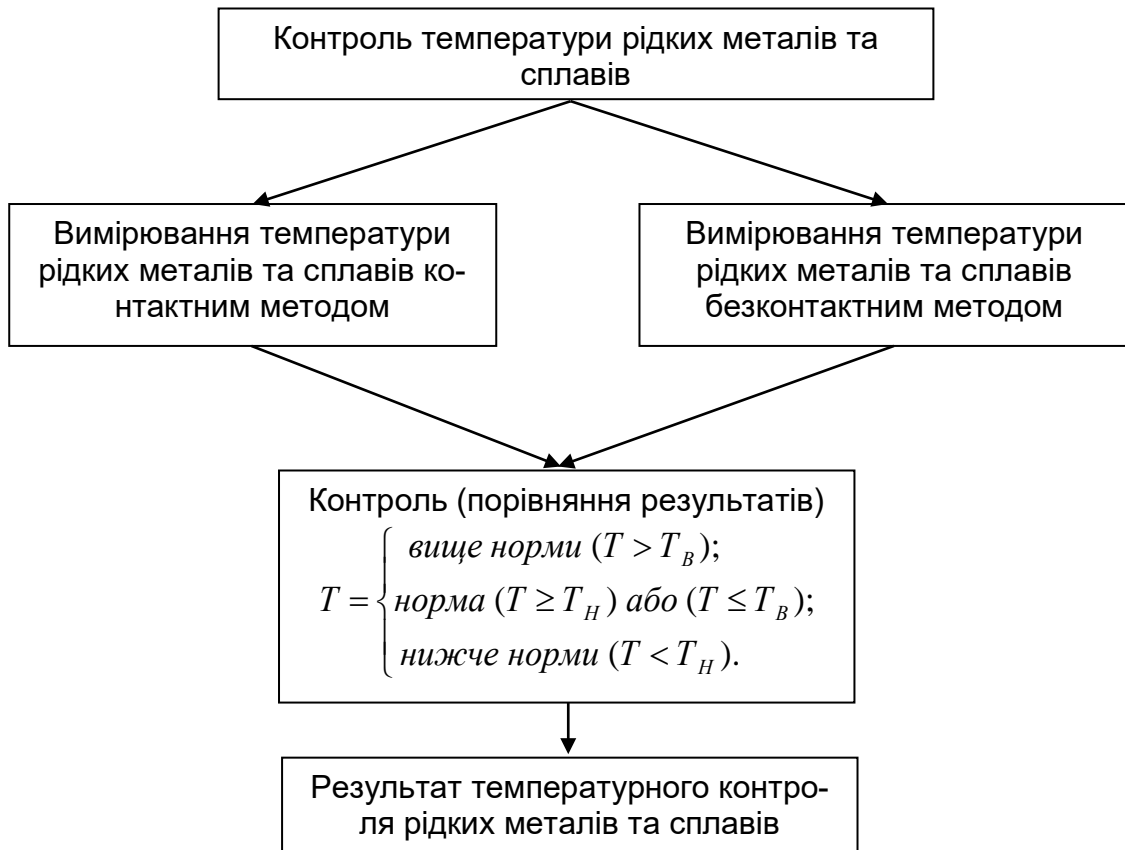 Контроль температури рідких металів та
сплавів
Вимірювання температури
рідких металів та сплавів ко-
нтактним методом
Вимірювання температури
рідких металів та сплавів
безконтактним методом
Контроль (порівняння результатів)
вище норми (T > T_B);
T = { норма (T ≥ T_H) або (T ≤ T_B);
нижче норми (T < T_H).
Результат температурного контро-
ля рідких металів та сплавів